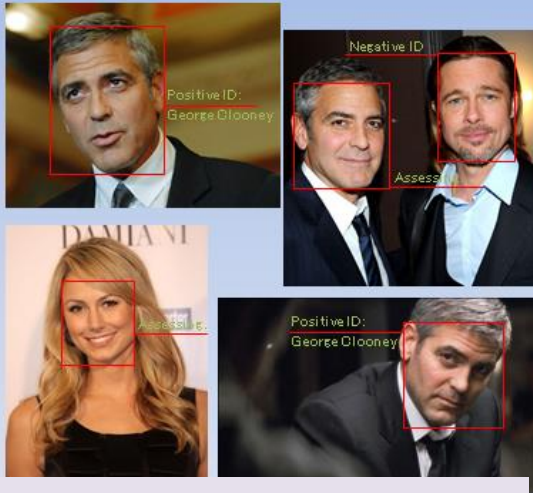 Positive ID:
George Clooney
Negative ID
Assessing.
DAMIANI
Assessing.
Positive ID:
George Clooney